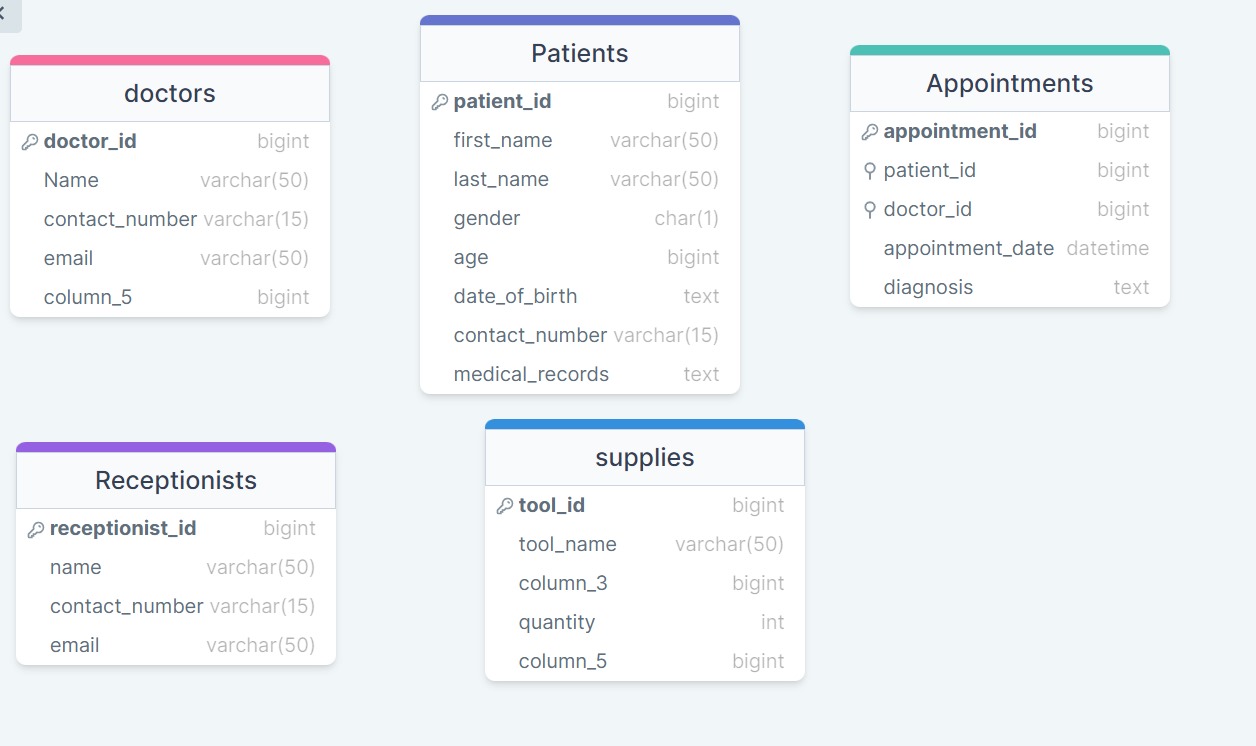 doctors
doctor_id bigint
Name varchar(50)
contact_number varchar(15)
email varchar(50)
column_5 bigint
Patients
patient_id bigint
first_name varchar(50)
last_name varchar(50)
gender char(1)
age bigint
date_of_birth text
contact_number varchar(15)
medical_records text
Appointments
appointment_id bigint
patient_id bigint
doctor_id bigint
appointment_date datetime
diagnosis text
Receptionists
receptionist_id bigint
name varchar(50)
contact_number varchar(15)
email varchar(50)
supplies
tool_id bigint
tool_name varchar(50)
column_3 bigint
quantity int
column_5 bigint